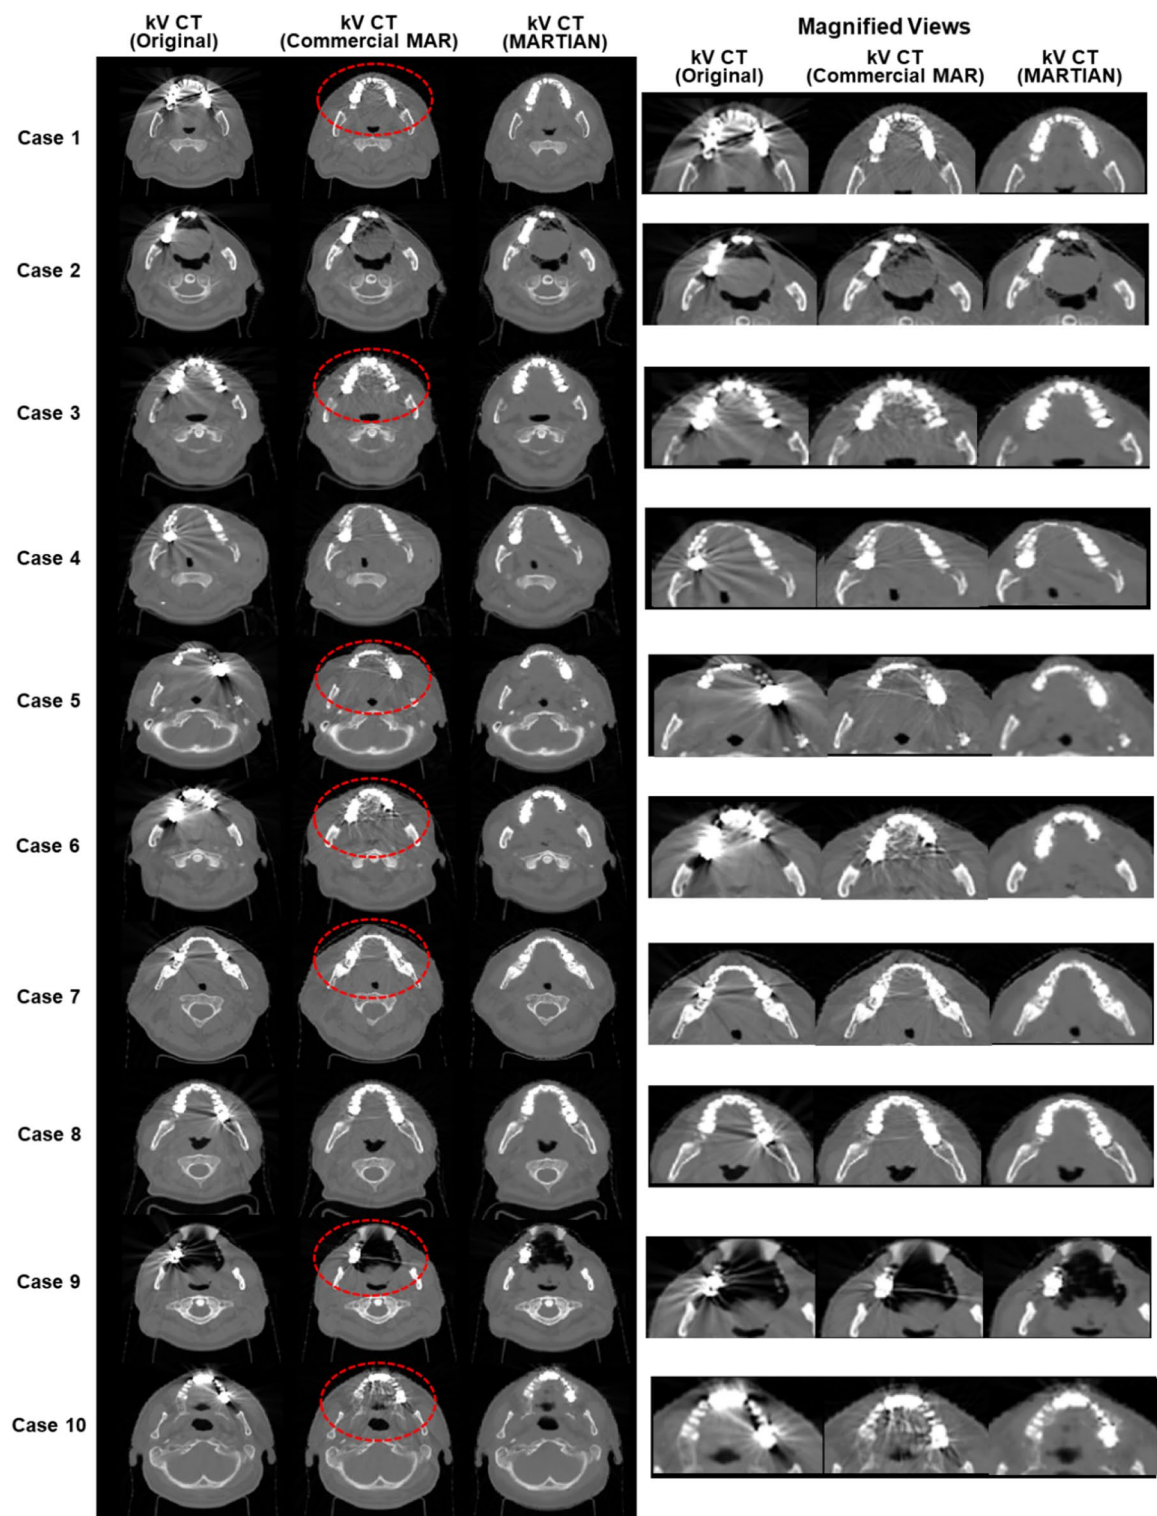 kV CT
(Original)
kV CT
(Commercial MAR)
kV CT
(MARTIAN)
Magnified Views
kV CT
(Original)
kV CT
(Commercial MAR)
kV CT
(MARTIAN)
Case 1
Case 2
Case 3
Case 4
Case 5
Case 6
Case 7
Case 8
Case 9
Case 10